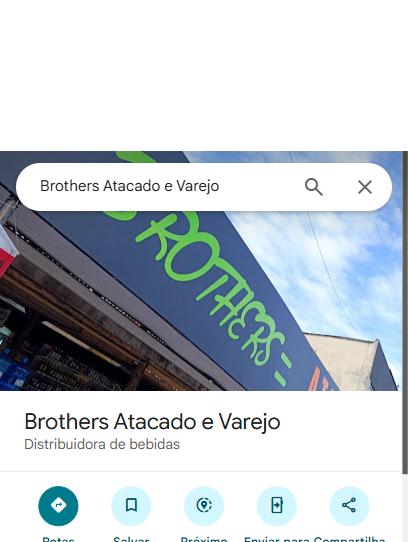 Brothers Atacado e Varejo
BROTHERS =
Brothers Atacado e Varejo
Distribuidora de bebidas
Rotas
Salvar
Próximo
Enviar para
Compartilha